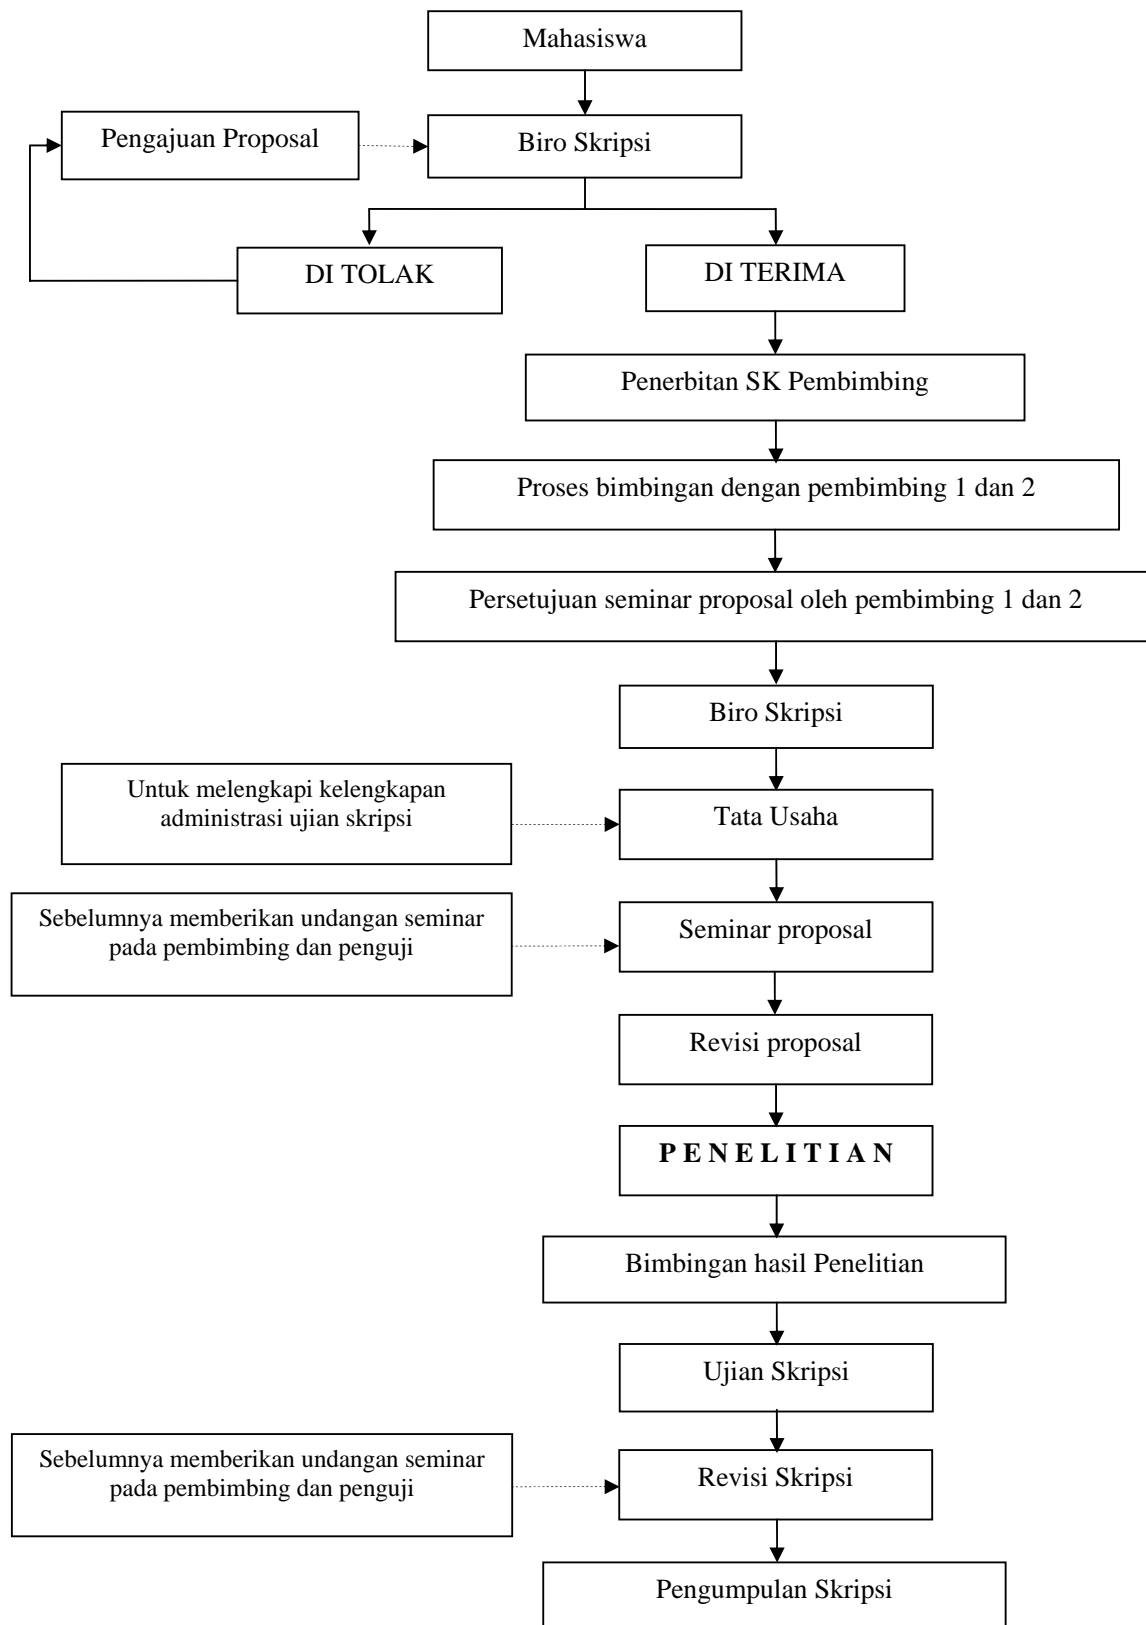 Mahasiswa
Pengajuan Proposal
Biro Skripsi
DI TOLAK
DI TERIMA
Penerbitan SK Pembimbing
Proses bimbingan dengan pembimbing 1 dan 2
Persetujuan seminar proposal oleh pembimbing 1 dan 2
Biro Skripsi
Untuk melengkapi kelengkapan
administrasi ujian skripsi
Tata Usaha
Sebelumnya memberikan undangan seminar
pada pembimbing dan penguji
Seminar proposal
Revisi proposal
P E N E L I T I A N
Bimbingan hasil Penelitian
Ujian Skripsi
Sebelumnya memberikan undangan seminar
pada pembimbing dan penguji
Revisi Skripsi
Pengumpulan Skripsi